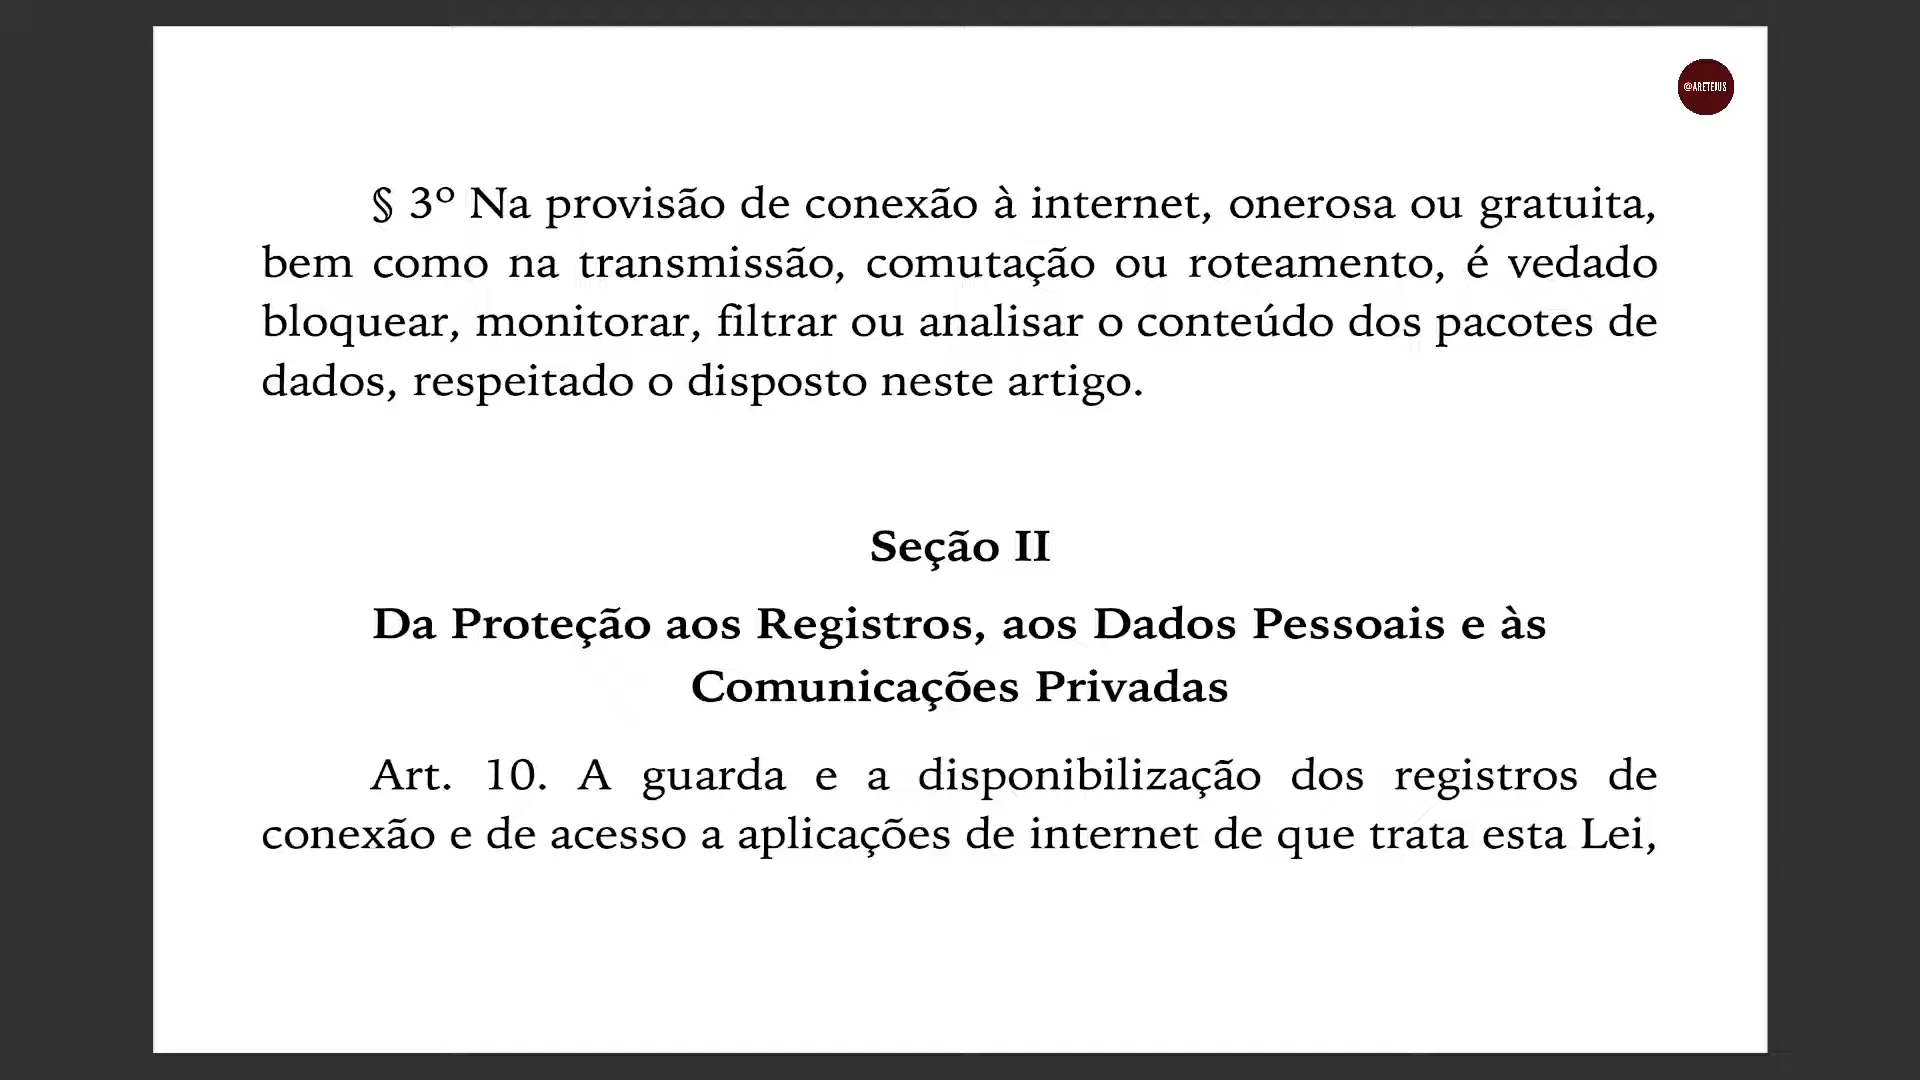 @ARETEJUS
§ 3º Na provisão de conexão à internet, onerosa ou gratuita,
bem como na transmissão, comutação ou roteamento, é vedado
bloquear, monitorar, filtrar ou analisar o conteúdo dos pacotes de
dados, respeitado o disposto neste artigo.
Seção II
Da Proteção aos Registros, aos Dados Pessoais e às
Comunicações Privadas
Art. 10. A guarda e a disponibilização dos registros de
conexão e de acesso a aplicações de internet de que trata esta Lei,